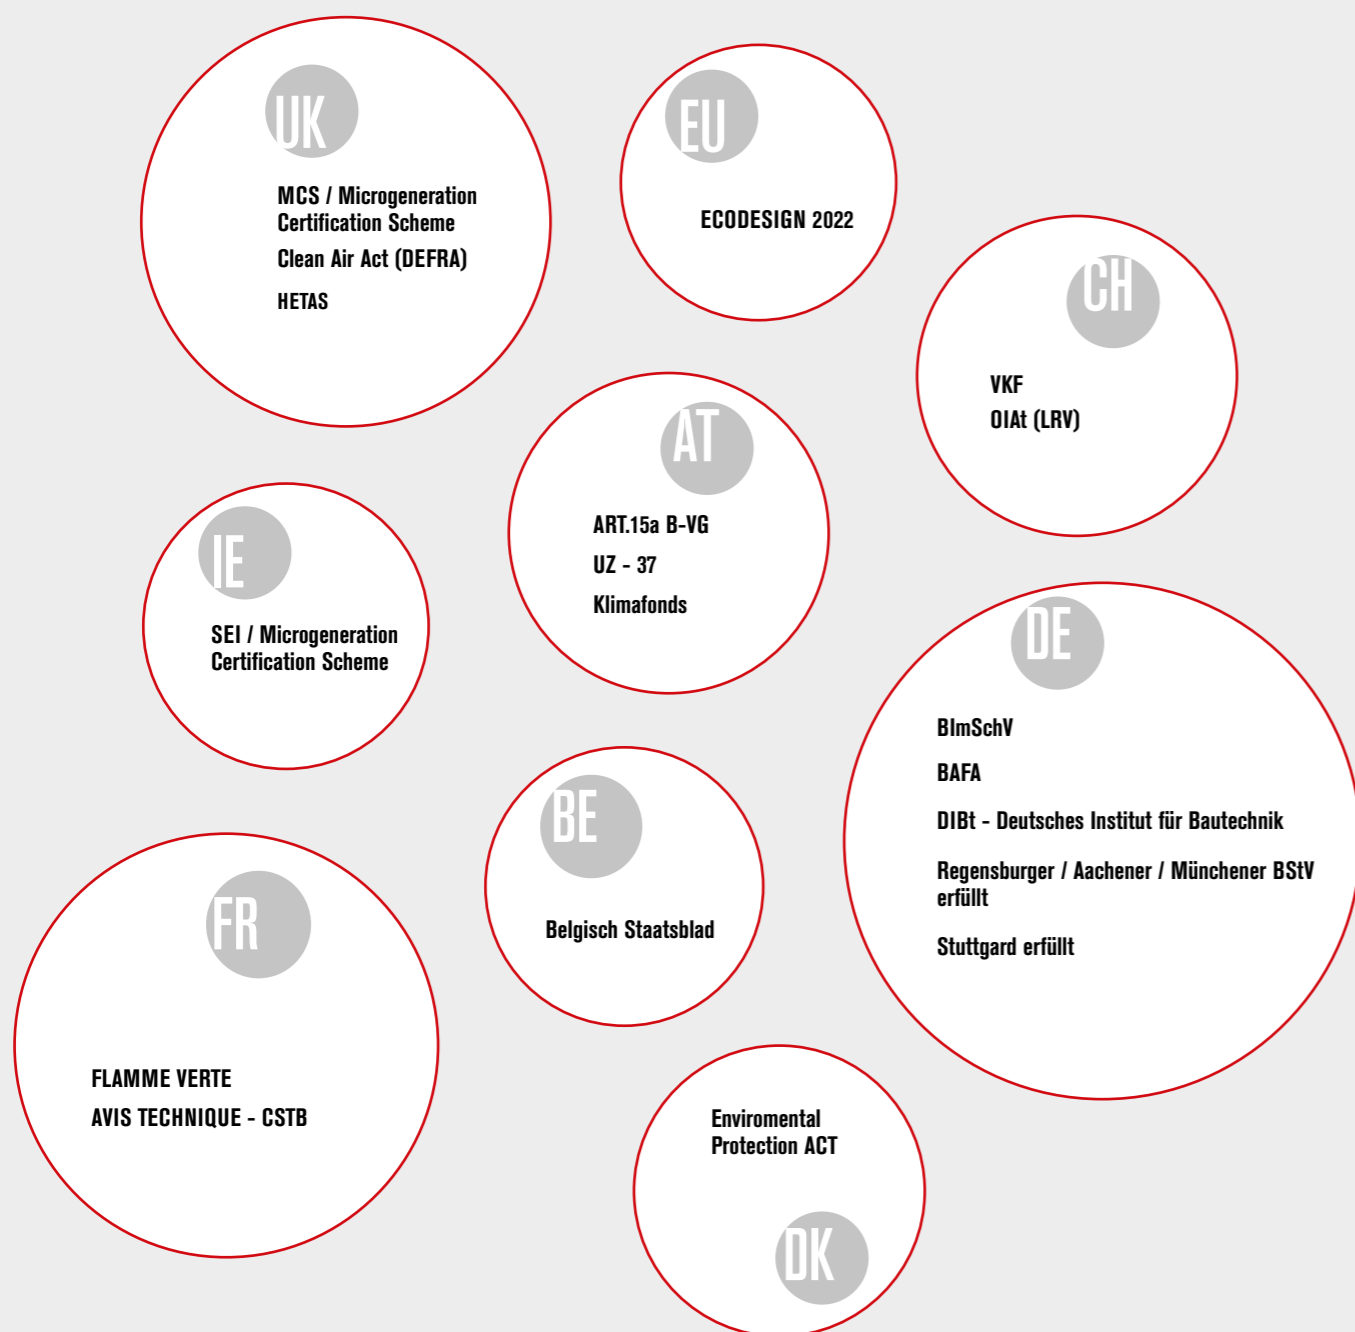 UK
MCS / Microgeneration
Certification Scheme
Clean Air Act (DEFRA)
HETAS
EU
ECODESIGN 2022
CH
VKF
OIAt (LRV)
AT
ART.15a B-VG
UZ - 37
Klimafonds
IE
SEI / Microgeneration
Certification Scheme
DE
BImSchV
BAFA
DIBt - Deutsches Institut für Bautechnik
Regensburger / Aachener / Münchener BStV
erfüllt
Stuttgard erfüllt
BE
Belgisch Staatsblad
FR
FLAMME VERTE
AVIS TECHNIQUE - CSTB
Enviromental
Protection ACT
DK